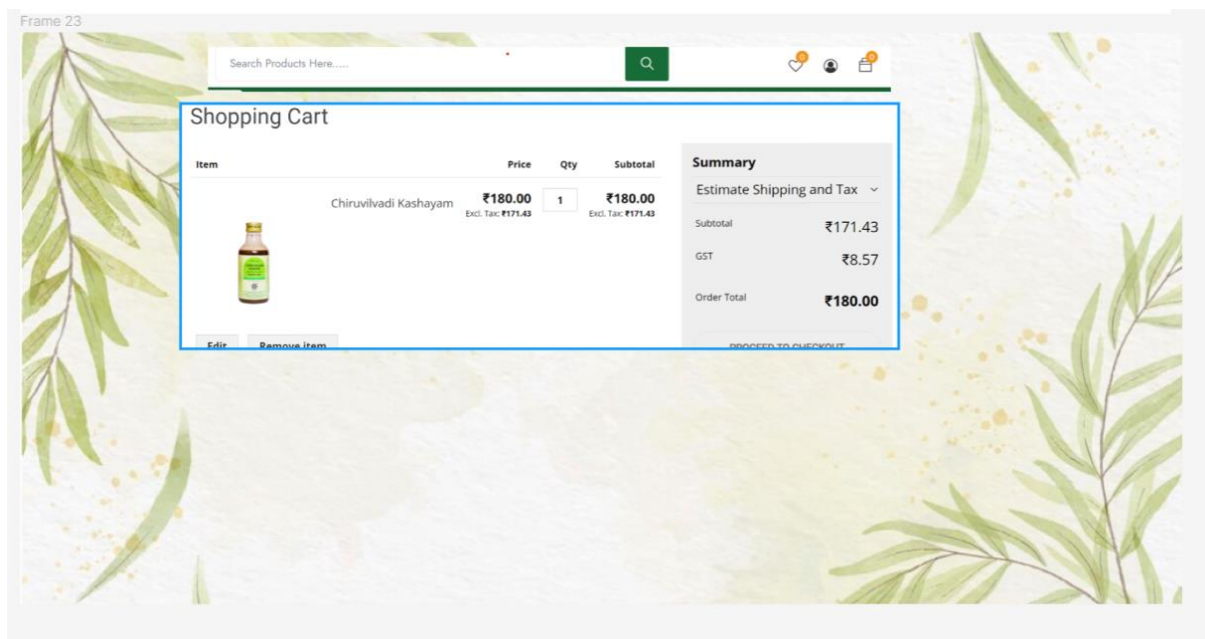 Frame 23
Search Products Here.....
0 0
Shopping Cart
Item Price Qty Subtotal
Chiruvilvadi Kashayam ₹180.00 1 ₹180.00
Excl. Tax: ₹171.43 Excl. Tax: ₹171.43
Edit Remove item
Summary
Estimate Shipping and Tax
Subtotal ₹171.43
GST ₹8.57
Order Total ₹180.00
PROCEED TO CHECKOUT